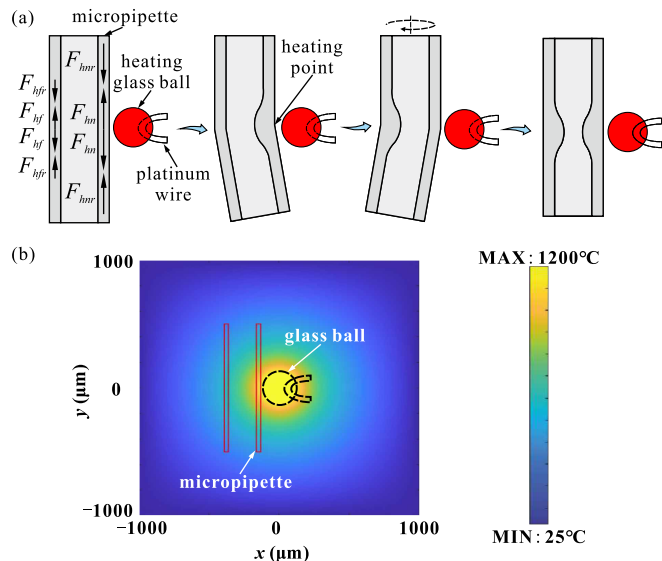 (a)
micropipette
heating
glass ball
platinum
wire
F_hfr
F_hf
F_hf
F_hfr
F_hnr
F_hn
F_hn
F_hnr
heating
point
(b)
1000
0
−1000
y (μm)
glass ball
micropipette
−1000
0
1000
x (μm)
MAX: 1200℃
MIN: 25℃